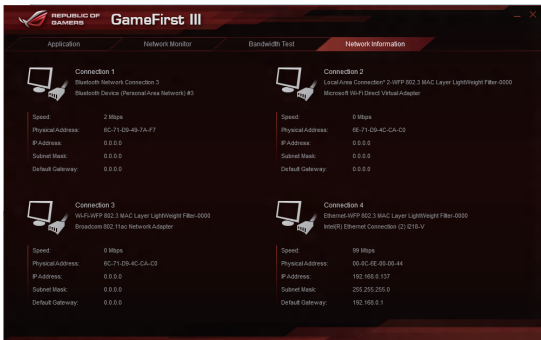 REPUBLIC OF GAMERS GameFirst III
Application Network Monitor Bandwidth Test Network Information
Connection 1
Bluetooth Network Connection 3
Bluetooth Device (Personal Area Network) #3
Speed: 2 Mbps
Physical Address: 6C-71-D9-49-7A-F7
IP Address: 0.0.0.0
Subnet Mask: 0.0.0.0
Default Gateway: 0.0.0.0
Connection 2
Local Area Connection* 2-WFP 802.3 MAC Layer LightWeight Filter-0000
Microsoft Wi-Fi Direct Virtual Adapter
Speed: 0 Mbps
Physical Address: 6E-71-D9-4C-CA-C0
IP Address: 0.0.0.0
Subnet Mask: 0.0.0.0
Default Gateway: 0.0.0.0
Connection 3
Wi-Fi-WFP 802.3 MAC Layer LightWeight Filter-0000
Broadcom 802.11ac Network Adapter
Speed: 0 Mbps
Physical Address: 6C-71-D9-4C-CA-C0
IP Address: 0.0.0.0
Subnet Mask: 0.0.0.0
Default Gateway: 0.0.0.0
Connection 4
Ethernet-WFP 802.3 MAC Layer LightWeight Filter-0000
Intel(R) Ethernet Connection (2) I218-V
Speed: 99 Mbps
Physical Address: 00-0C-6E-00-00-44
IP Address: 192.168.0.137
Subnet Mask: 255.255.255.0
Default Gateway: 192.168.0.1